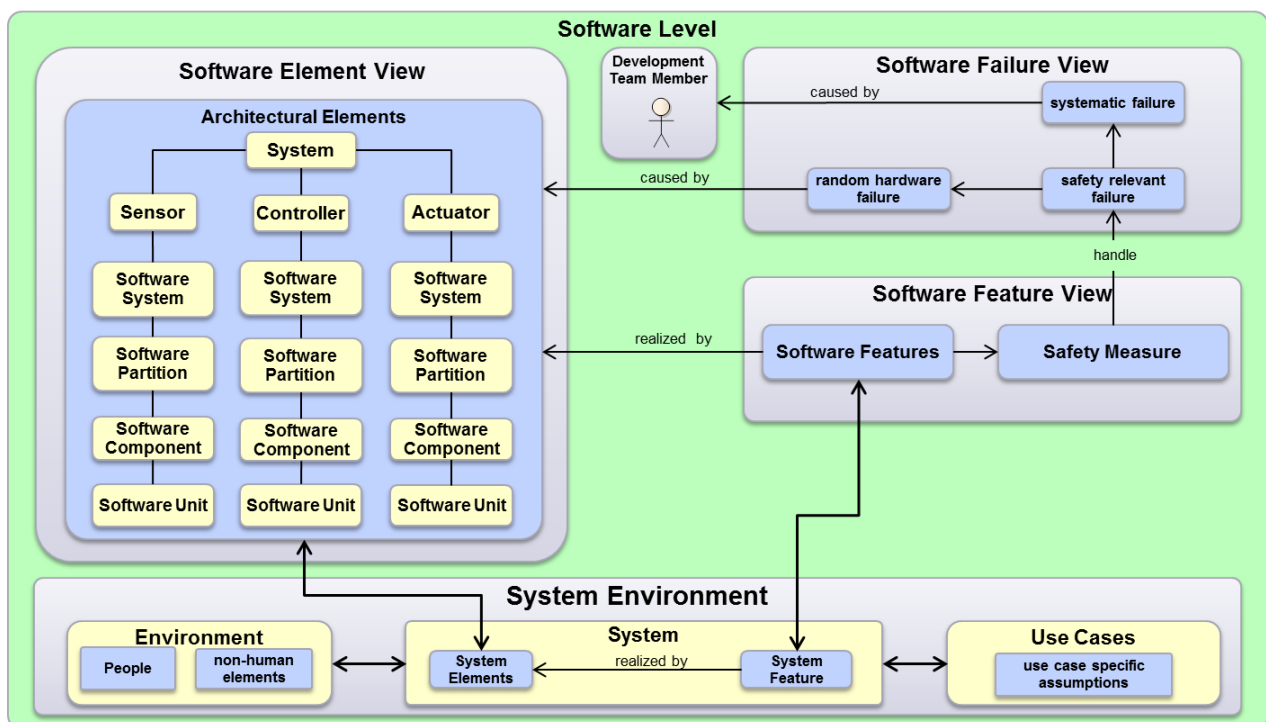 Software Level
Software Element View
Architectural Elements
System
Sensor
Controller
Actuator
Software
System
Software
System
Software
System
Software
Partition
Software
Partition
Software
Partition
Software
Component
Software
Component
Software
Component
Software Unit
Software Unit
Software Unit
Development
Team Member
Software Failure View
caused by
systematic failure
caused by
random hardware
failure
safety relevant
failure
handle
Software Feature View
realized by
Software Features
Safety Measure
System Environment
Environment
People
non-human
elements
System
System
Elements
realized by
System
Feature
Use Cases
use case specific
assumptions